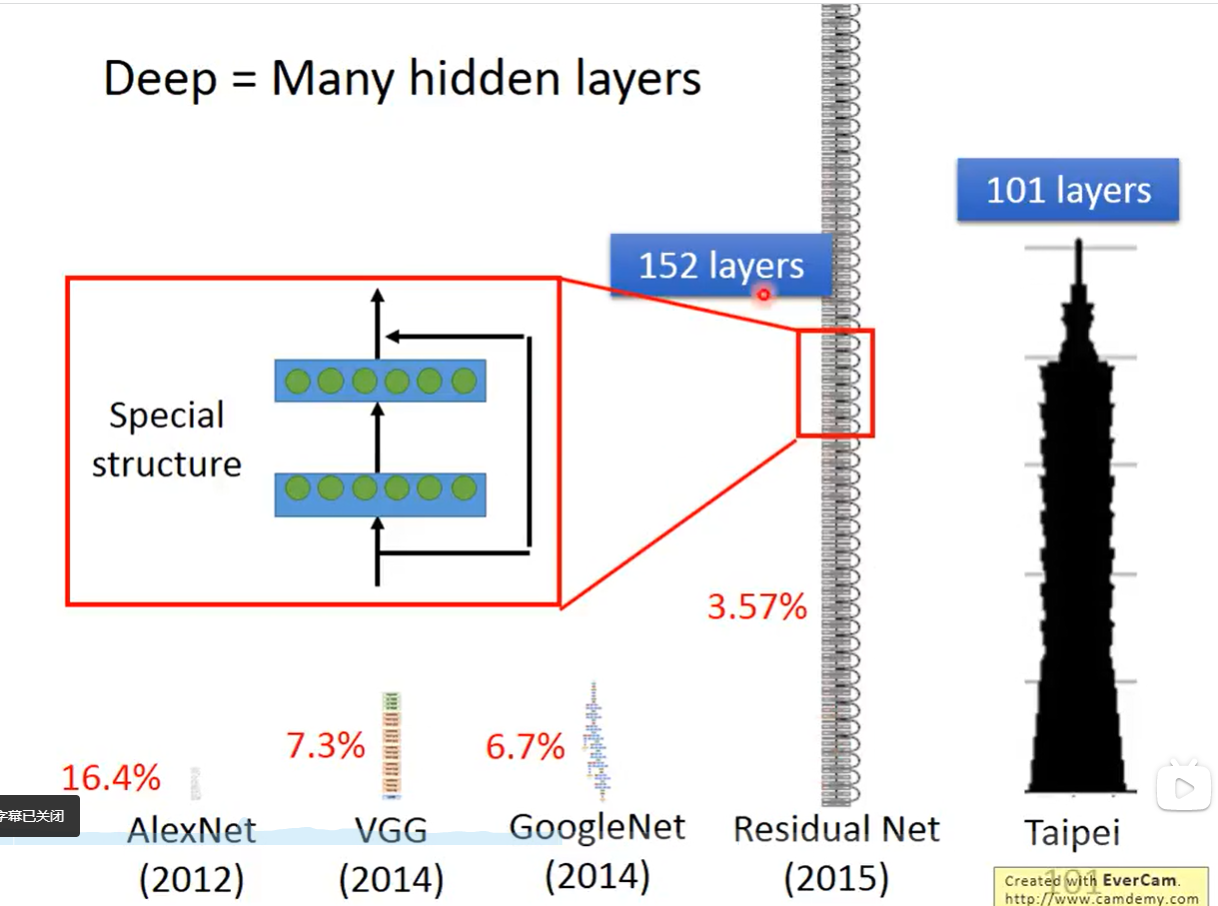 Deep = Many hidden layers
101 layers
152 layers
Special
structure
3.57%
7.3%
6.7%
16.4%
字幕已关闭
AlexNet
(2012)
VGG
(2014)
GoogleNet
(2014)
Residual Net
(2015)
Taipei
101
Created with EverCam.
http://www.camdemy.com